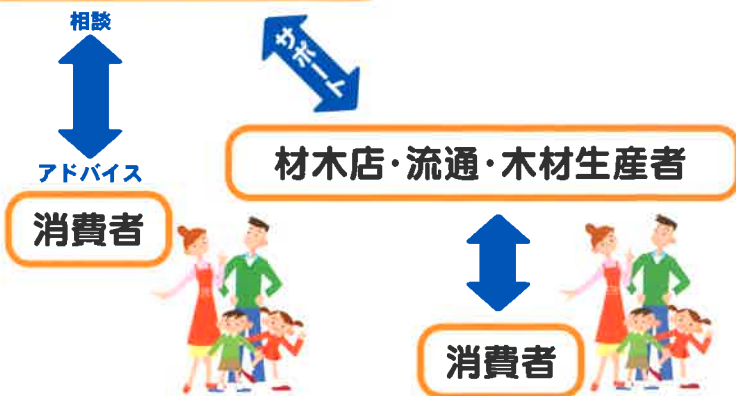 相談
サポート
アドバイス
材木店・流通・木材生産者
消費者
消費者